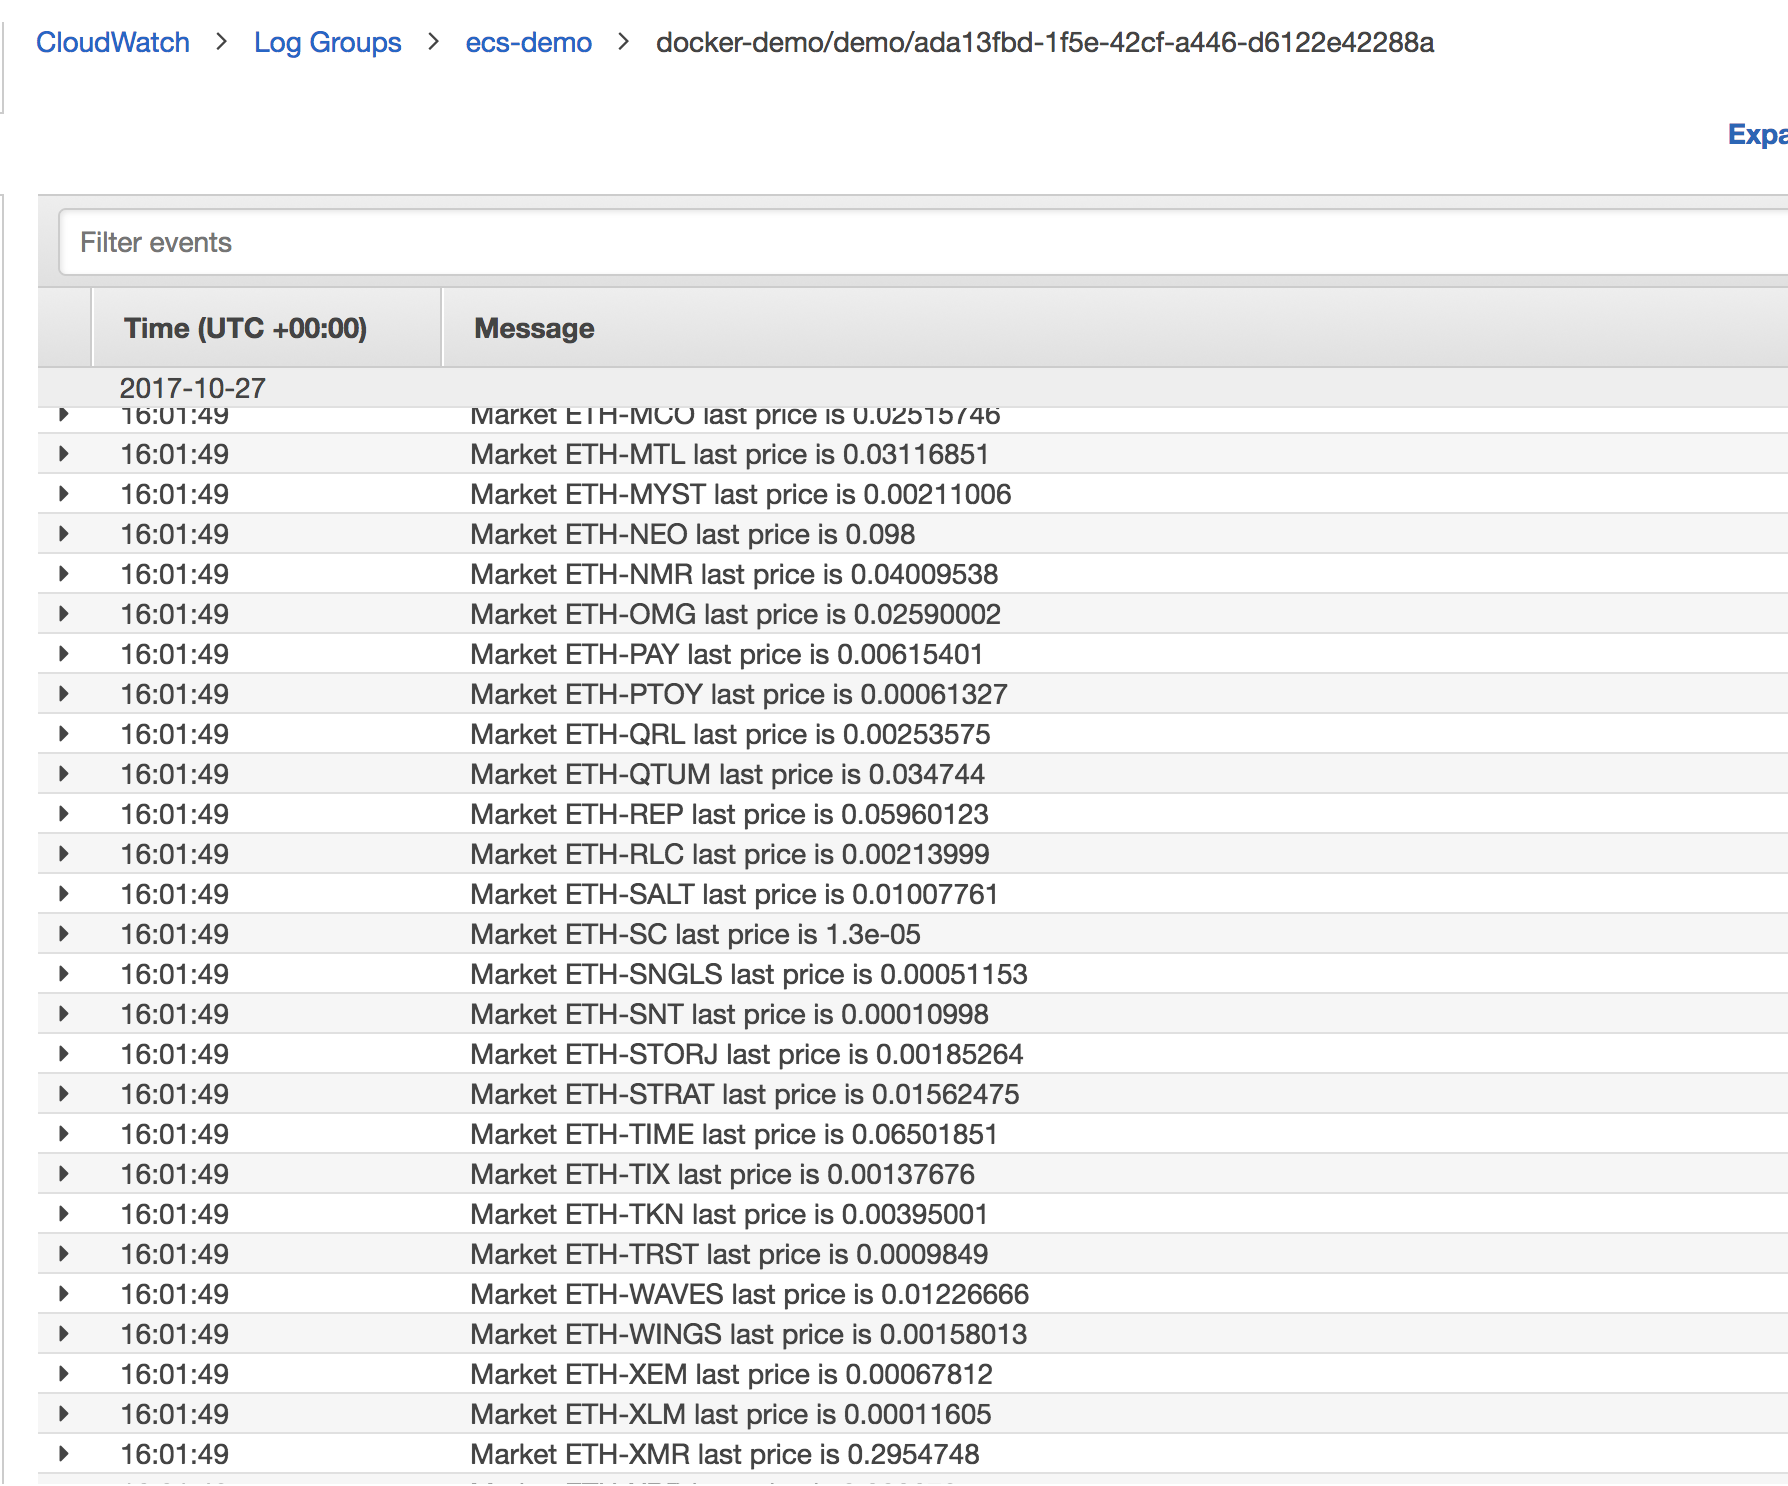 CloudWatch > Log Groups > ecs-demo > docker-demo/demo/ada13fbd-1f5e-42cf-a446-d6122e42288a
Filter events
Time (UTC +00:00) Message
2017-10-27
16:01:49 Market ETH-MCO last price is 0.02515746
16:01:49 Market ETH-MTL last price is 0.03116851
16:01:49 Market ETH-MYST last price is 0.00211006
16:01:49 Market ETH-NEO last price is 0.098
16:01:49 Market ETH-NMR last price is 0.04009538
16:01:49 Market ETH-OMG last price is 0.02590002
16:01:49 Market ETH-PAY last price is 0.00615401
16:01:49 Market ETH-PTOY last price is 0.00061327
16:01:49 Market ETH-QRL last price is 0.00253575
16:01:49 Market ETH-QTUM last price is 0.034744
16:01:49 Market ETH-REP last price is 0.05960123
16:01:49 Market ETH-RLC last price is 0.00213999
16:01:49 Market ETH-SALT last price is 0.01007761
16:01:49 Market ETH-SC last price is 1.3e-05
16:01:49 Market ETH-SNGLS last price is 0.00051153
16:01:49 Market ETH-SNT last price is 0.00010998
16:01:49 Market ETH-STORJ last price is 0.00185264
16:01:49 Market ETH-STRAT last price is 0.01562475
16:01:49 Market ETH-TIME last price is 0.06501851
16:01:49 Market ETH-TIX last price is 0.00137676
16:01:49 Market ETH-TKN last price is 0.00395001
16:01:49 Market ETH-TRST last price is 0.0009849
16:01:49 Market ETH-WAVES last price is 0.01226666
16:01:49 Market ETH-WINGS last price is 0.00158013
16:01:49 Market ETH-XEM last price is 0.00067812
16:01:49 Market ETH-XLM last price is 0.00011605
16:01:49 Market ETH-XMR last price is 0.2954748